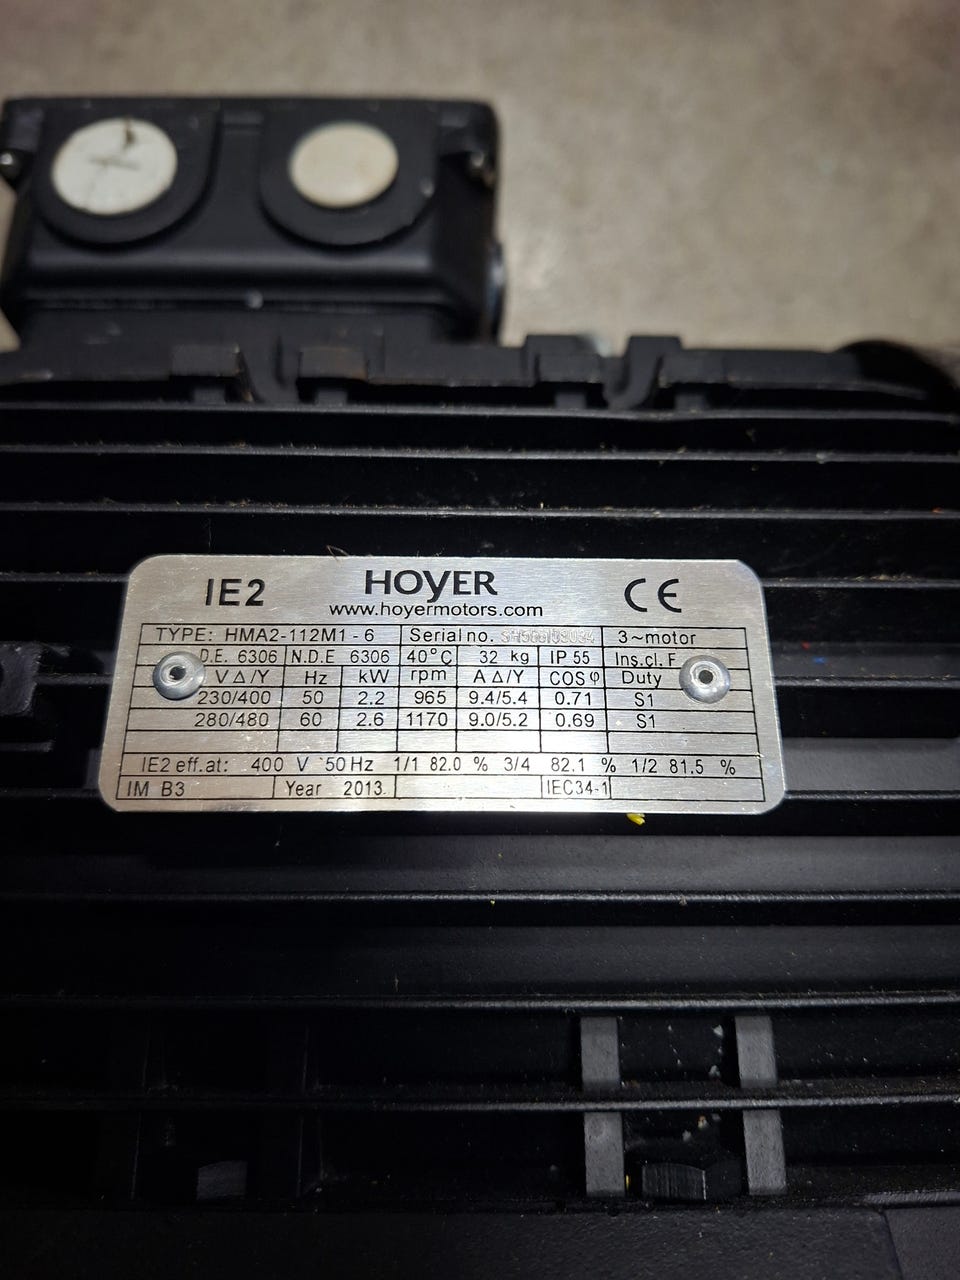 IE2 HOYER CE
www.hoyermotors.com
TYPE: HMA2-112M1-6 Serial no. 3~motor
D.E. 6306 N.D.E 6306 40°C 32 kg IP 55 Ins.cl. F
V Δ/Y Hz kW rpm A Δ/Y COSφ Duty
230/400 50 2.2 965 9.4/5.4 0.71 S1
280/480 60 2.6 1170 9.0/5.2 0.69 S1
IE2 eff.at: 400 V 50Hz 1/1 82.0 % 3/4 82.1 % 1/2 81.5 %
IM B3 Year 2013 IEC34-1